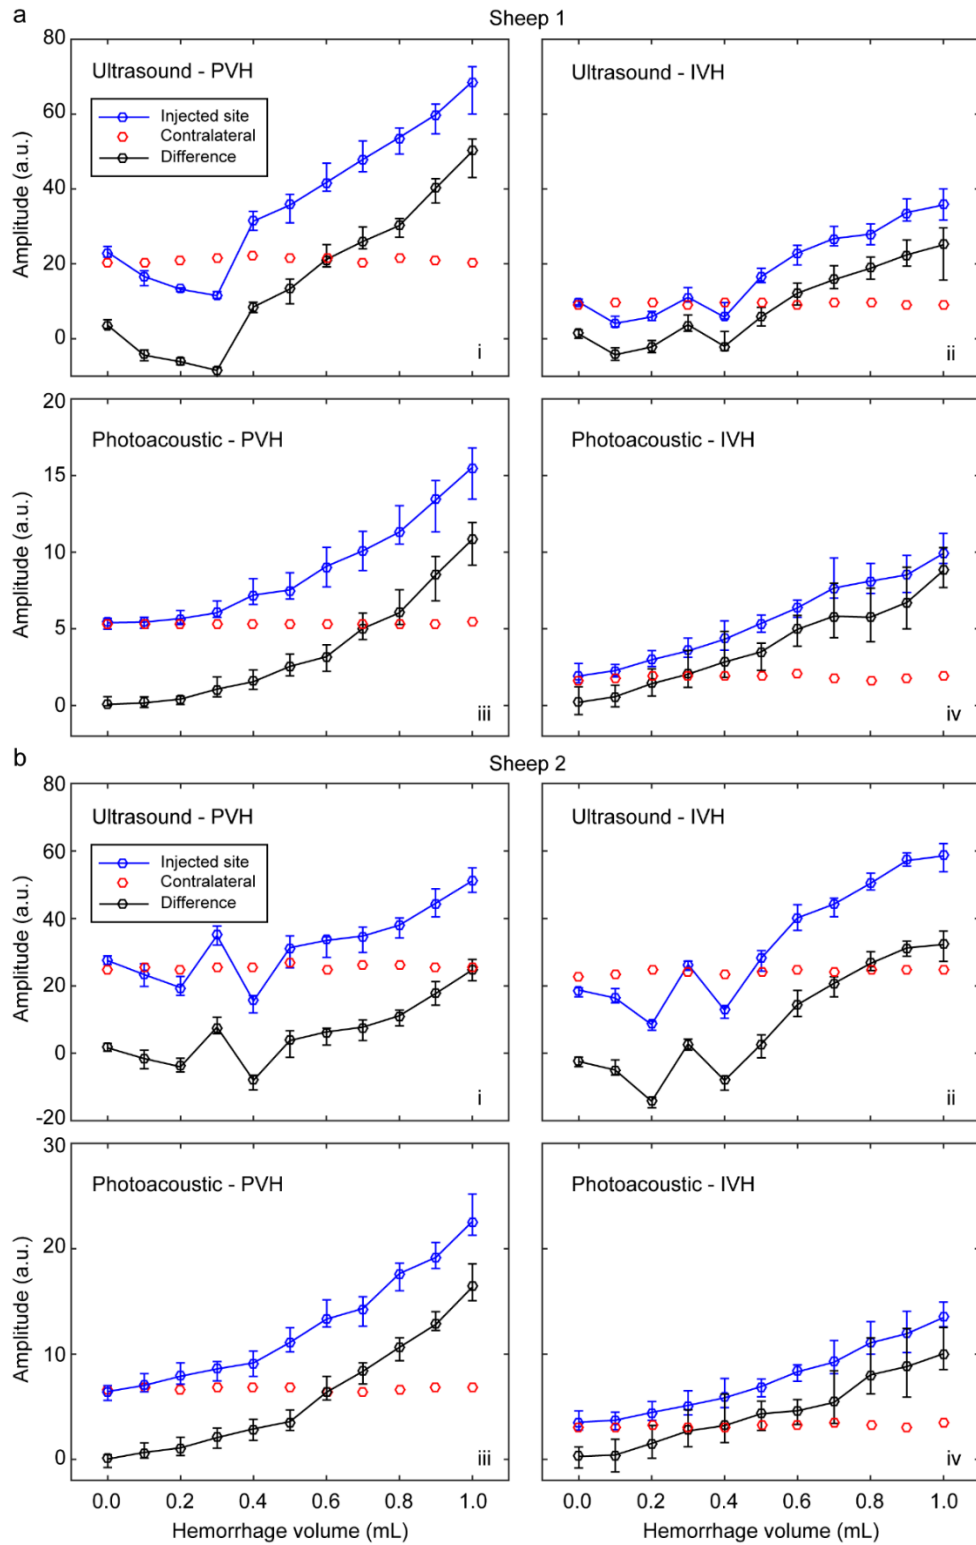 a
Sheep 1
80
60
40
20
0
Amplitude (a.u.)
Ultrasound - PVH
Injected site
Contralateral
Difference
i
Ultrasound - IVH
ii
20
15
10
5
0
Amplitude (a.u.)
Photoacoustic - PVH
iii
Photoacoustic - IVH
iv
b
Sheep 2
80
60
40
20
0
-20
Amplitude (a.u.)
Ultrasound - PVH
Injected site
Contralateral
Difference
i
Ultrasound - IVH
ii
30
20
10
0
Amplitude (a.u.)
Photoacoustic - PVH
iii
Photoacoustic - IVH
iv
0.0 0.2 0.4 0.6 0.8 1.0
Hemorrhage volume (mL)
0.0 0.2 0.4 0.6 0.8 1.0
Hemorrhage volume (mL)